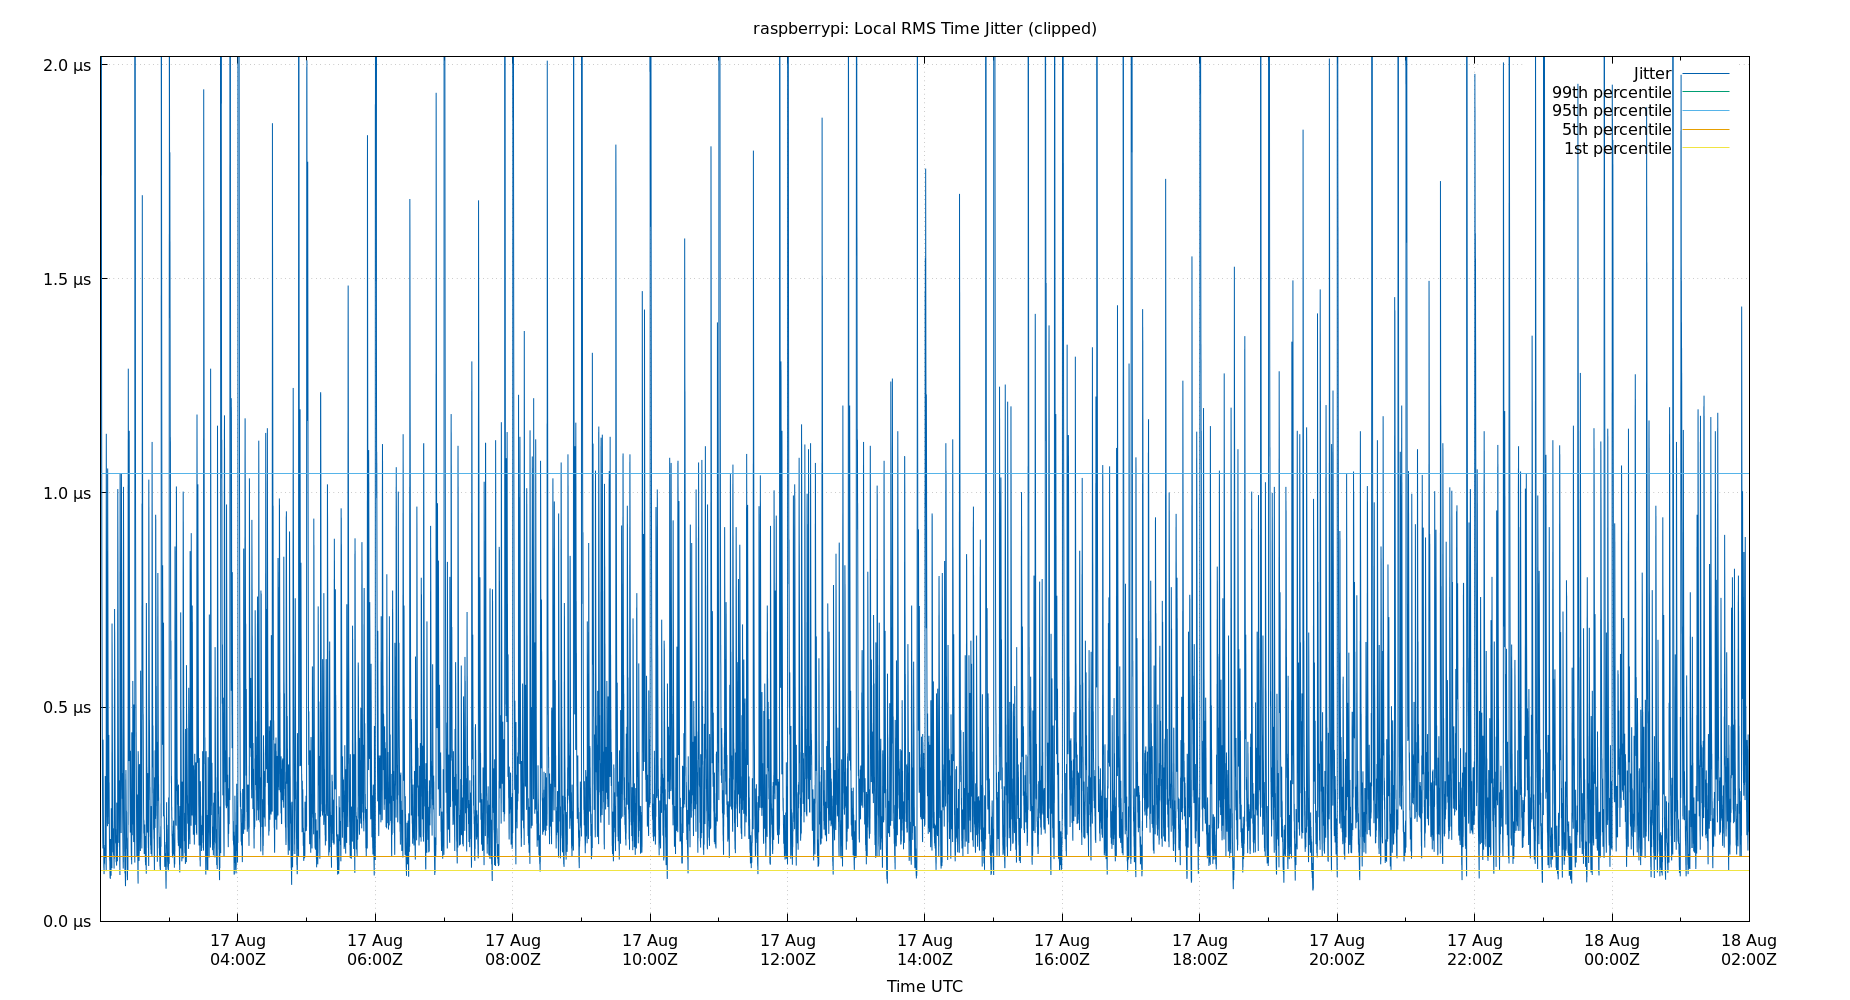 raspberrypi: Local RMS Time Jitter (clipped)
2.0 µs
1.5 µs
1.0 µs
0.5 µs
0.0 µs
Jitter
99th percentile
95th percentile
5th percentile
1st percentile
17 Aug 17 Aug 17 Aug 17 Aug 17 Aug 17 Aug 17 Aug 17 Aug 17 Aug 17 Aug 18 Aug 18 Aug
04:00Z 06:00Z 08:00Z 10:00Z 12:00Z 14:00Z 16:00Z 18:00Z 20:00Z 22:00Z 00:00Z 02:00Z
Time UTC